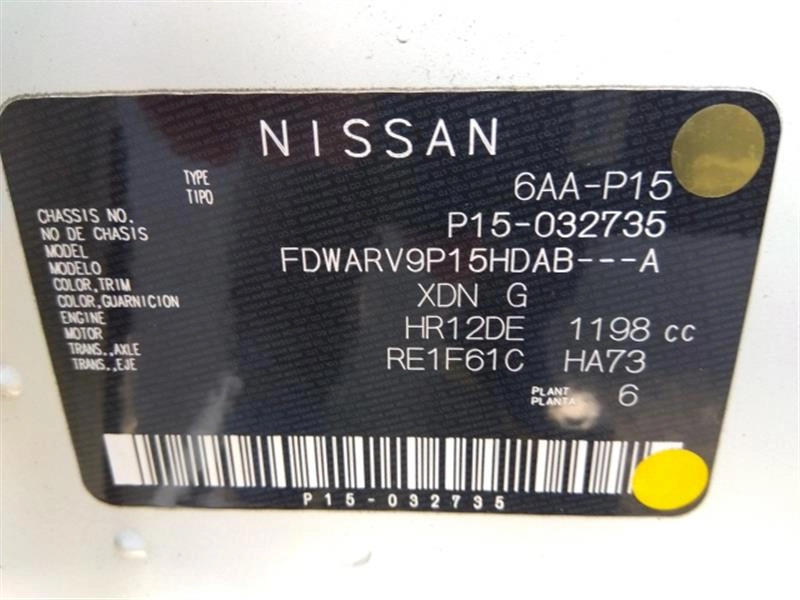 NISSAN
TYPE
TIPO 6AA-P15
CHASSIS NO.
NO DE CHASSIS P15-032735
MODEL
MODELO FDWARV9P15HDAB---A
COLOR,TRIM
COLOR,GUARNICION XDN G
ENGINE
MOTOR HR12DE 1198 cc
TRANS.,AXLE
TRANS.,EJE RE1F61C HA73
PLANT
PLANTA 6
P15-032735